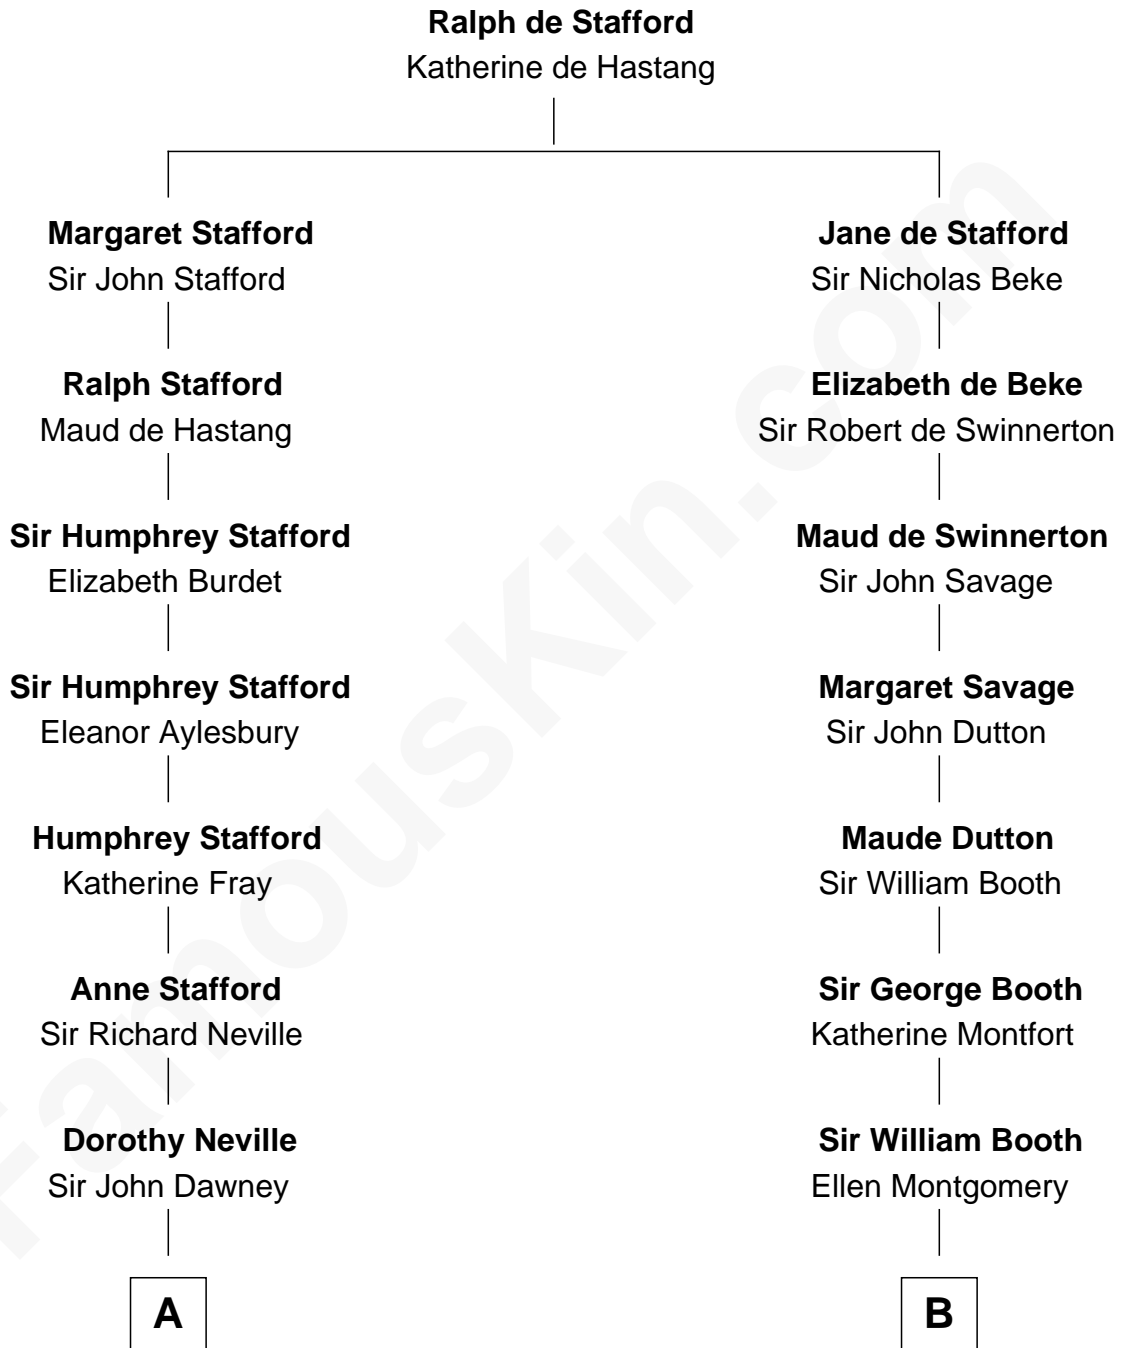 Ralph de Stafford
Katherine de Hastang
Margaret Stafford
Sir John Stafford
Jane de Stafford
Sir Nicholas Beke
Ralph Stafford
Maud de Hastang
Elizabeth de Beke
Sir Robert de Swinnerton
Sir Humphrey Stafford
Elizabeth Burdet
Maud de Swinnerton
Sir John Savage
Sir Humphrey Stafford
Eleanor Aylesbury
Margaret Savage
Sir John Dutton
Humphrey Stafford
Katherine Fray
Maude Dutton
Sir William Booth
Anne Stafford
Sir Richard Neville
Sir George Booth
Katherine Montfort
Dorothy Neville
Sir John Dawney
Sir William Booth
Ellen Montgomery
A
B
FamousKin.com